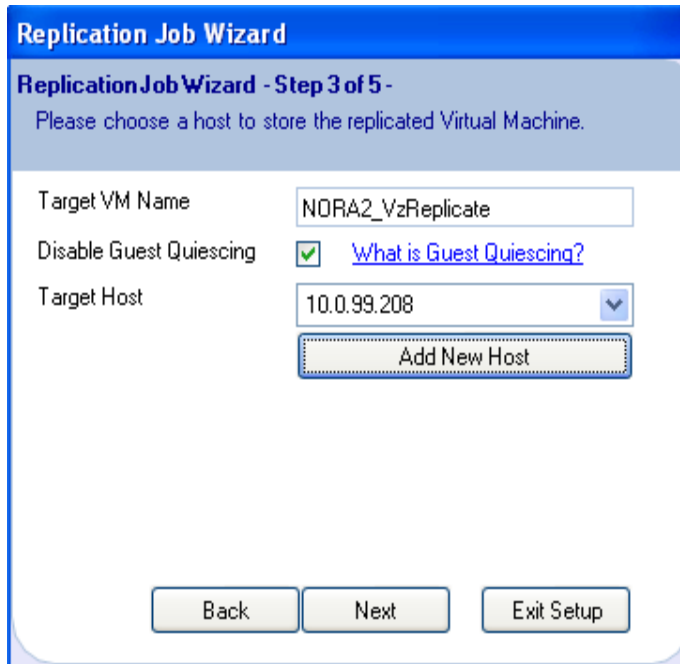 Replication Job Wizard
Replication Job Wizard - Step 3 of 5 -
Please choose a host to store the replicated Virtual Machine.
Target VM Name
NORA2_VzReplicate
Disable Guest Quiescing
What is Guest Quiescing?
Target Host
10.0.99.208
Add New Host
Back
Next
Exit Setup